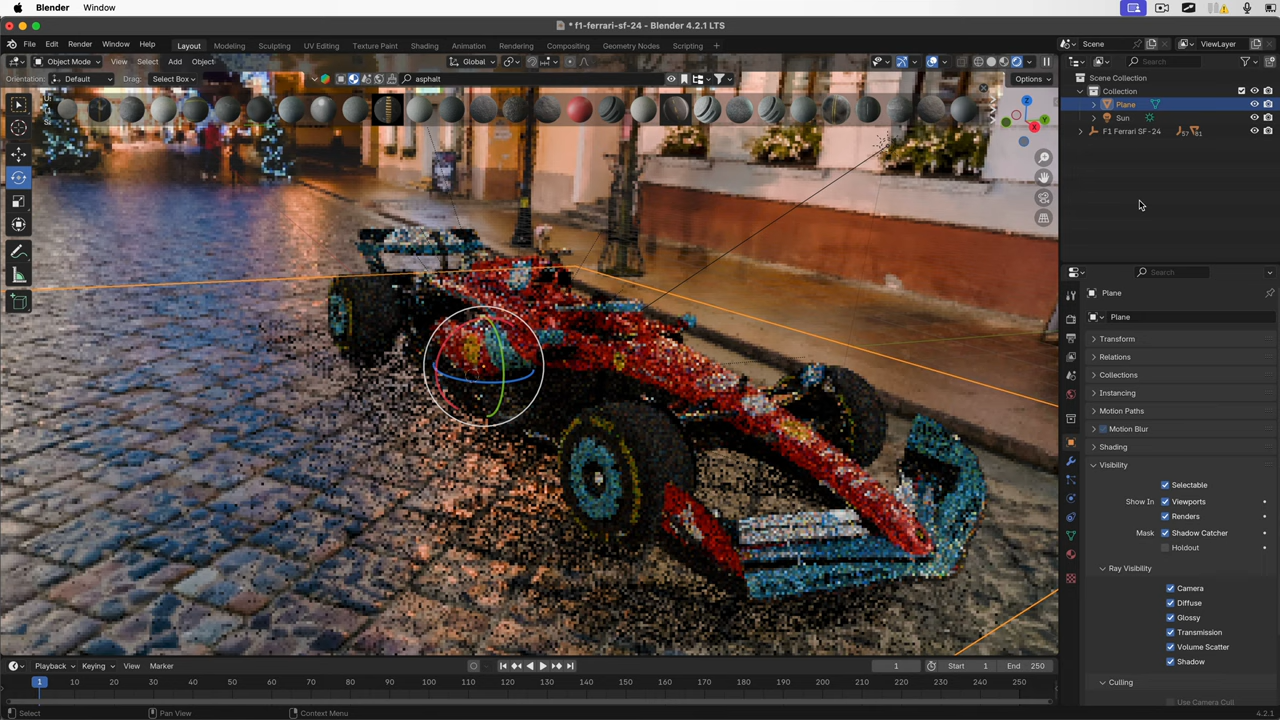 Blender Window
* f1-ferrari-sf-24 - Blender 4.2.1 LTS
File Edit Render Window Help Layout Modeling Sculpting UV Editing Texture Paint Shading Animation Rendering Compositing Geometry Nodes Scripting + Scene ViewLayer
Object Mode View Select Add Object Global Search
Orientation: Default Drag: Select Box asphalt Options
Scene Collection
Collection
Plane
Sun
F1 Ferrari SF-24
Search
Plane
Plane
Transform
Relations
Collections
Instancing
Motion Paths
Motion Blur
Shading
Visibility
Selectable
Show In Viewports
Renders
Mask Shadow Catcher
Holdout
Ray Visibility
Camera
Diffuse
Glossy
Transmission
Volume Scatter
Shadow
Culling
Use Camera Cull
Playback Keying View Marker 1 Start 1 End 250
1 10 20 30 40 50 60 70 80 90 100 110 120 130 140 150 160 170 180 190 200 210 220 230 240 250
Select Pan View Context Menu 4.2.1